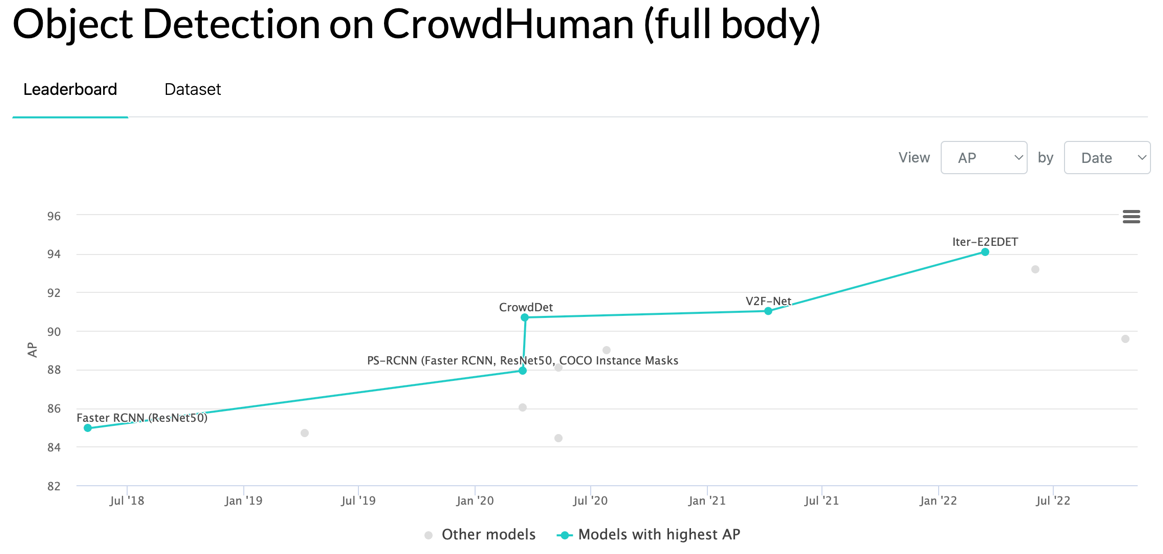 Object Detection on CrowdHuman (full body)
Leaderboard Dataset
View AP by Date
96
94
92
90
88
86
84
82
AP
Iter-E2EDET
V2F-Net
CrowdDet
PS-RCNN (Faster RCNN, ResNet50, COCO Instance Masks
Faster RCNN (ResNet50)
Jul '18 Jan '19 Jul '19 Jan '20 Jul '20 Jan '21 Jul '21 Jan '22 Jul '22
Other models Models with highest AP